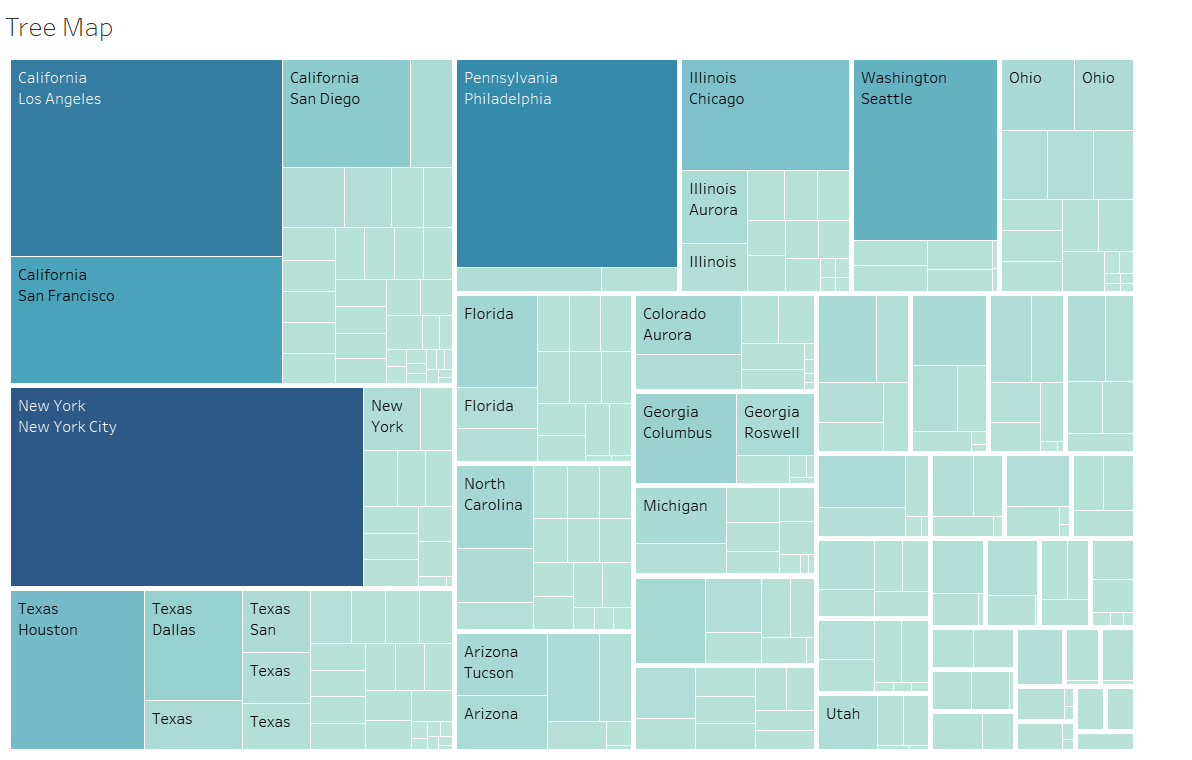 Tree Map
California
Los Angeles
California
San Diego
California
San Francisco
New York
New York City
New
York
Texas
Houston
Texas
Dallas
Texas
San
Texas
Texas
Texas
Pennsylvania
Philadelphia
Illinois
Chicago
Illinois
Aurora
Illinois
Washington
Seattle
Ohio
Ohio
Florida
Florida
North
Carolina
Arizona
Tucson
Arizona
Colorado
Aurora
Georgia
Columbus
Georgia
Roswell
Michigan
Utah